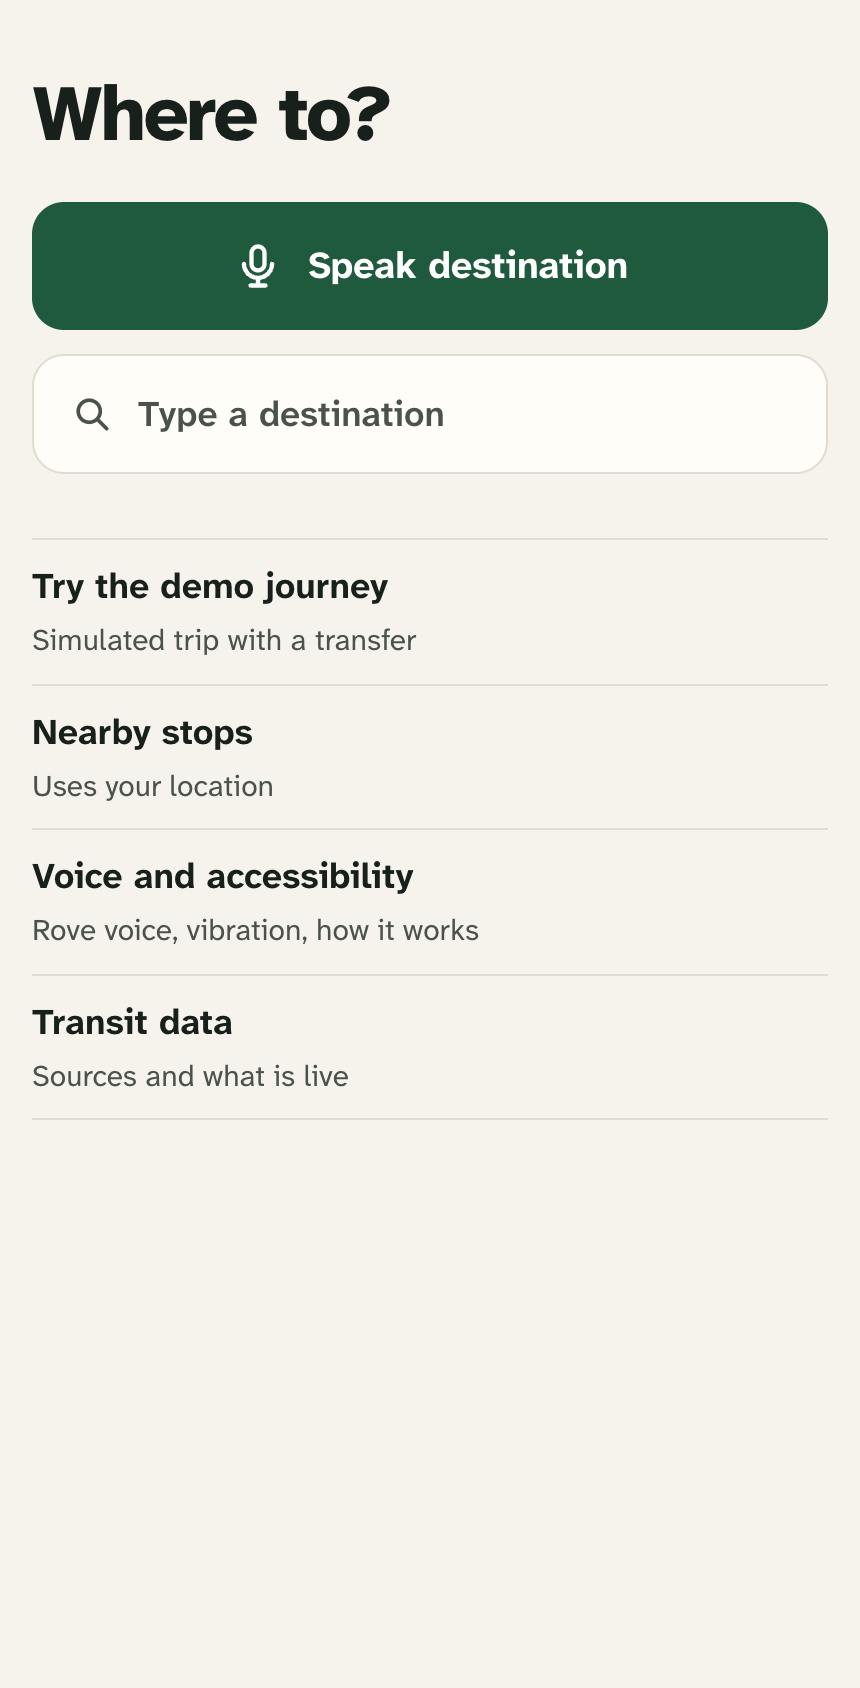 Where to?
Speak destination
Type a destination
Try the demo journey
Simulated trip with a transfer
Nearby stops
Uses your location
Voice and accessibility
Rove voice, vibration, how it works
Transit data
Sources and what is live